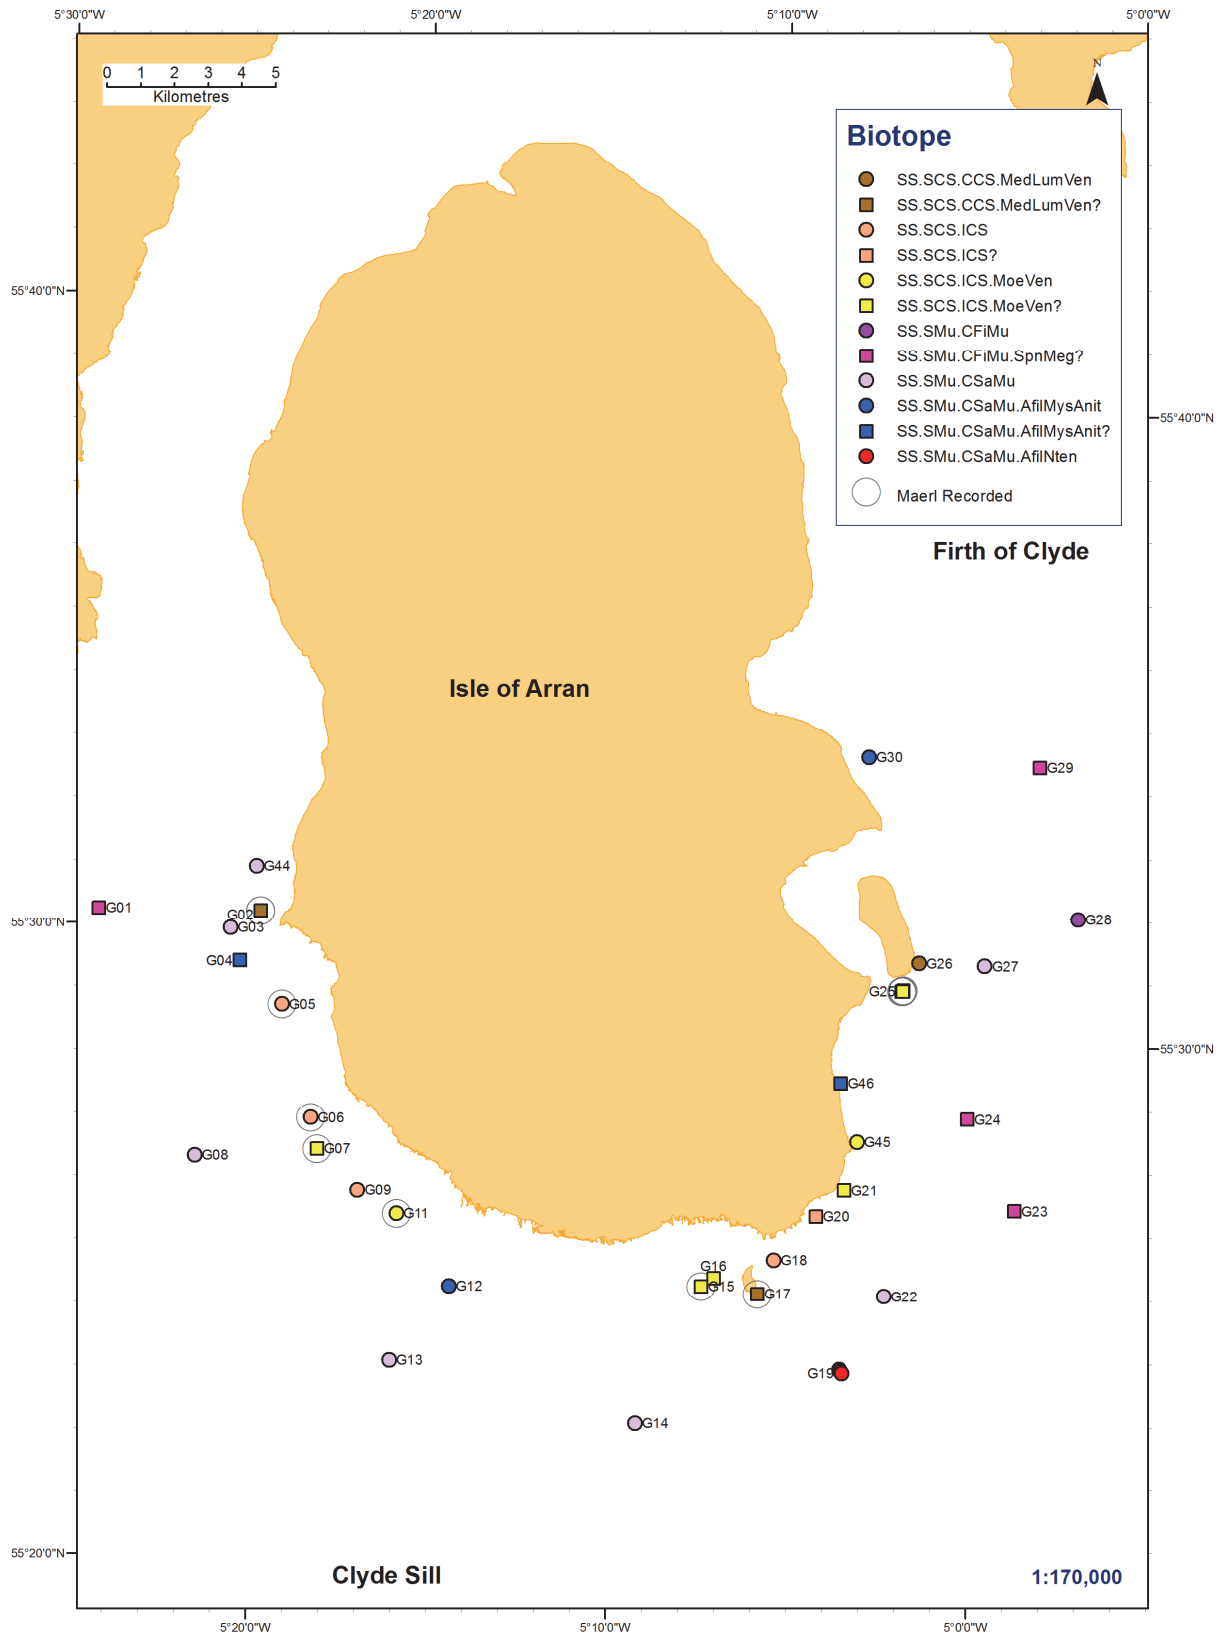 5°30'0"W 5°20'0"W 5°10'0"W 5°0'0"W
0 1 2 3 4 5
Kilometres
N
Biotope
SS.SCS.CCS.MedLumVen
SS.SCS.CCS.MedLumVen?
SS.SCS.ICS
SS.SCS.ICS?
SS.SCS.ICS.MoeVen
SS.SCS.ICS.MoeVen?
SS.SMu.CFiMu
SS.SMu.CFiMu.SpnMeg?
SS.SMu.CSaMu
SS.SMu.CSaMu.AfilMysAnit
SS.SMu.CSaMu.AfilMysAnit?
SS.SMu.CSaMu.AfilNten
Maerl Recorded
55°40'0"N
55°40'0"N
Firth of Clyde
Isle of Arran
G30
G29
G44
G01
G02
G03
G28
55°30'0"N
G04
G26
G27
G25
G05
55°30'0"N
G46
G06
G24
G45
G07
G08
G09
G21
G11
G20
G23
G18
G16
G12
G15
G17
G22
G13
G19
G14
55°20'0"N
Clyde Sill
1:170,000
5°20'0"W 5°10'0"W 5°0'0"W